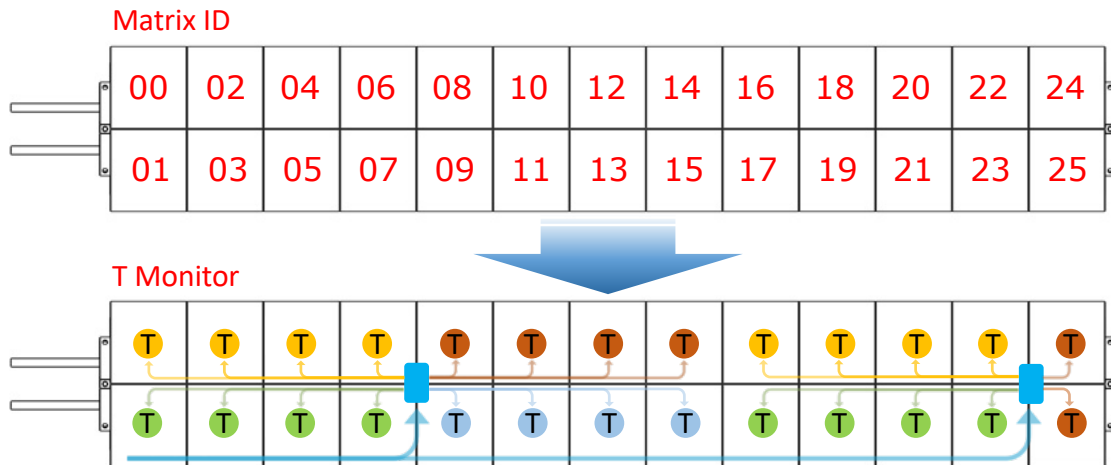 Matrix ID
00 02 04 06 08 10 12 14 16 18 20 22 24
01 03 05 07 09 11 13 15 17 19 21 23 25
T Monitor
T T T T T T T T T T T T T
T T T T T T T T T T T T T